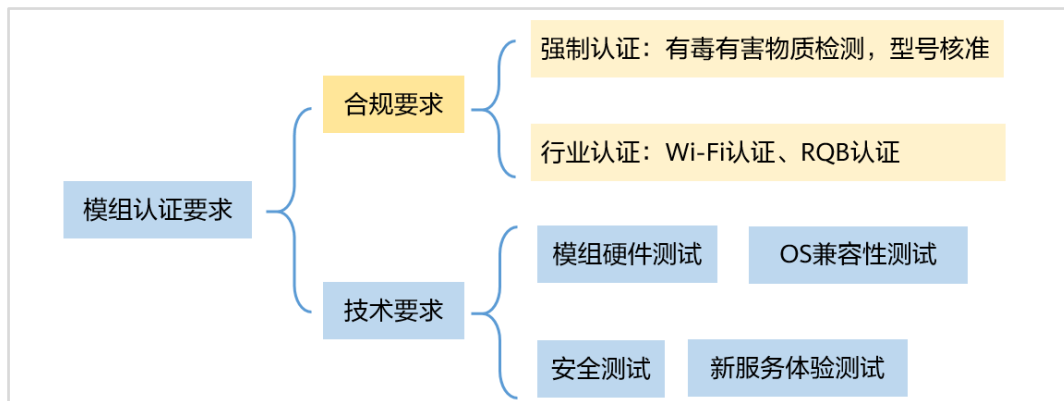 强制认证：有毒有害物质检测，型号核准
合规要求
行业认证：Wi-Fi认证、RQB认证
模组认证要求
模组硬件测试
OS兼容性测试
技术要求
安全测试
新服务体验测试